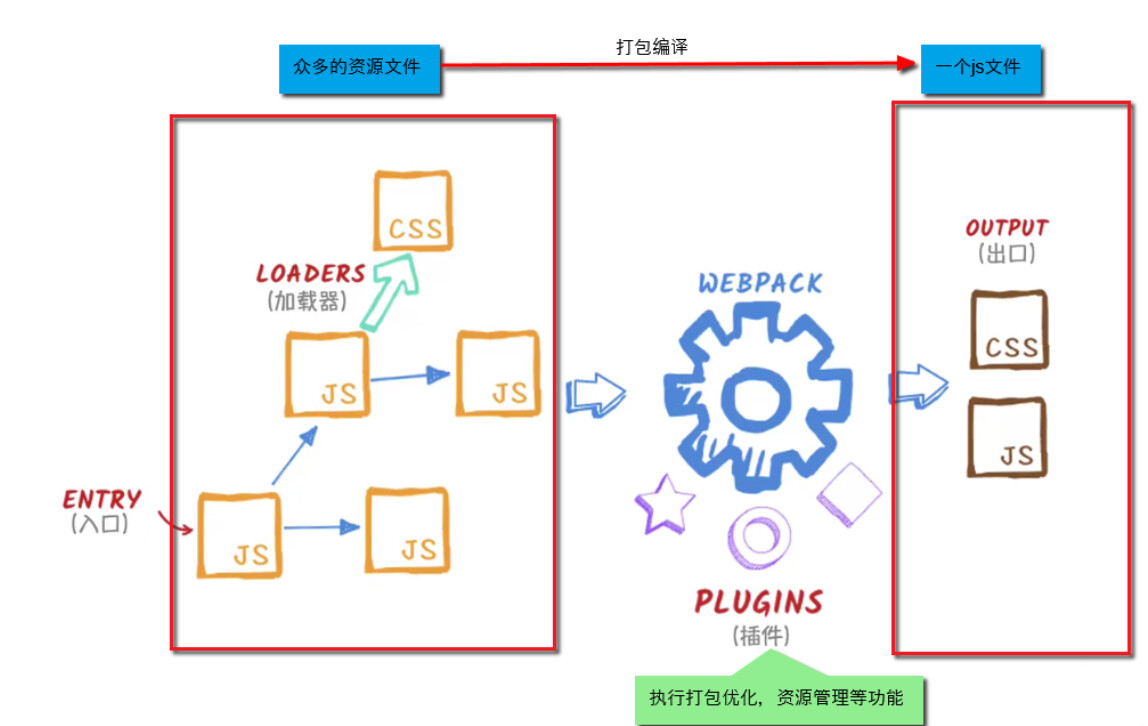 打包编译
众多的资源文件
一个js文件
CSS
LOADERS
(加载器)
JS
JS
ENTRY
(入口)
JS
JS
WEBPACK
PLUGINS
(插件)
执行打包优化，资源管理等功能
OUTPUT
(出口)
CSS
JS